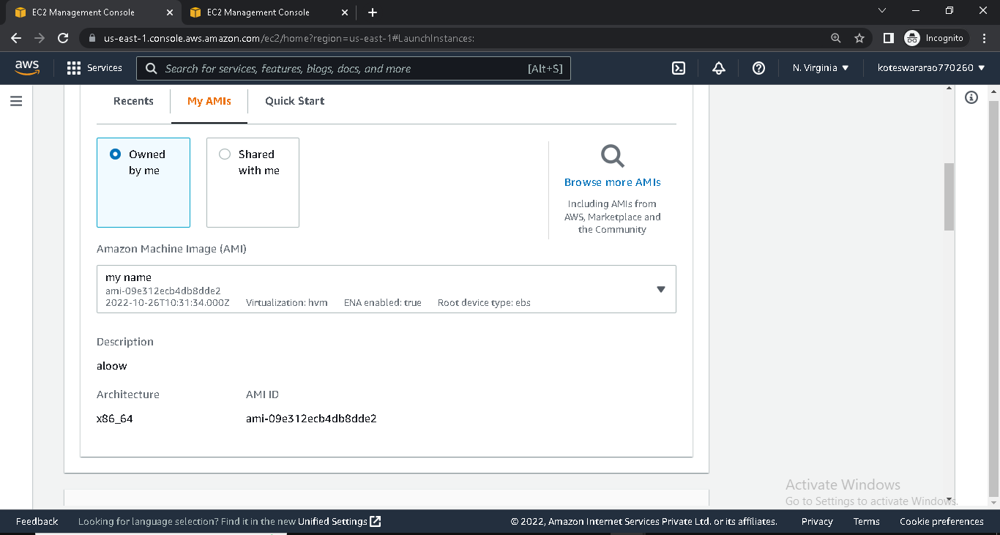 EC2 Management Console
EC2 Management Console
us-east-1.console.aws.amazon.com/ec2/home?region=us-east-1#LaunchInstances:
Incognito
aws
Services
Search for services, features, blogs, docs, and more
[Alt+S]
N. Virginia
koteswararao770260
Recents
My AMIs
Quick Start
Owned
by me
Shared
with me
Browse more AMIs
Including AMIs from
AWS, Marketplace and
the Community
Amazon Machine Image (AMI)
my name
ami-09e312ecb4db8dde2
2022-10-26T10:31:34.000Z Virtualization: hvm ENA enabled: true Root device type: ebs
Description
aloow
Architecture AMI ID
x86_64 ami-09e312ecb4db8dde2
Activate Windows
Go to Settings to activate Windows.
Feedback
Looking for language selection? Find it in the new Unified Settings
© 2022, Amazon Internet Services Private Ltd. or its affiliates.
Privacy
Terms
Cookie preferences